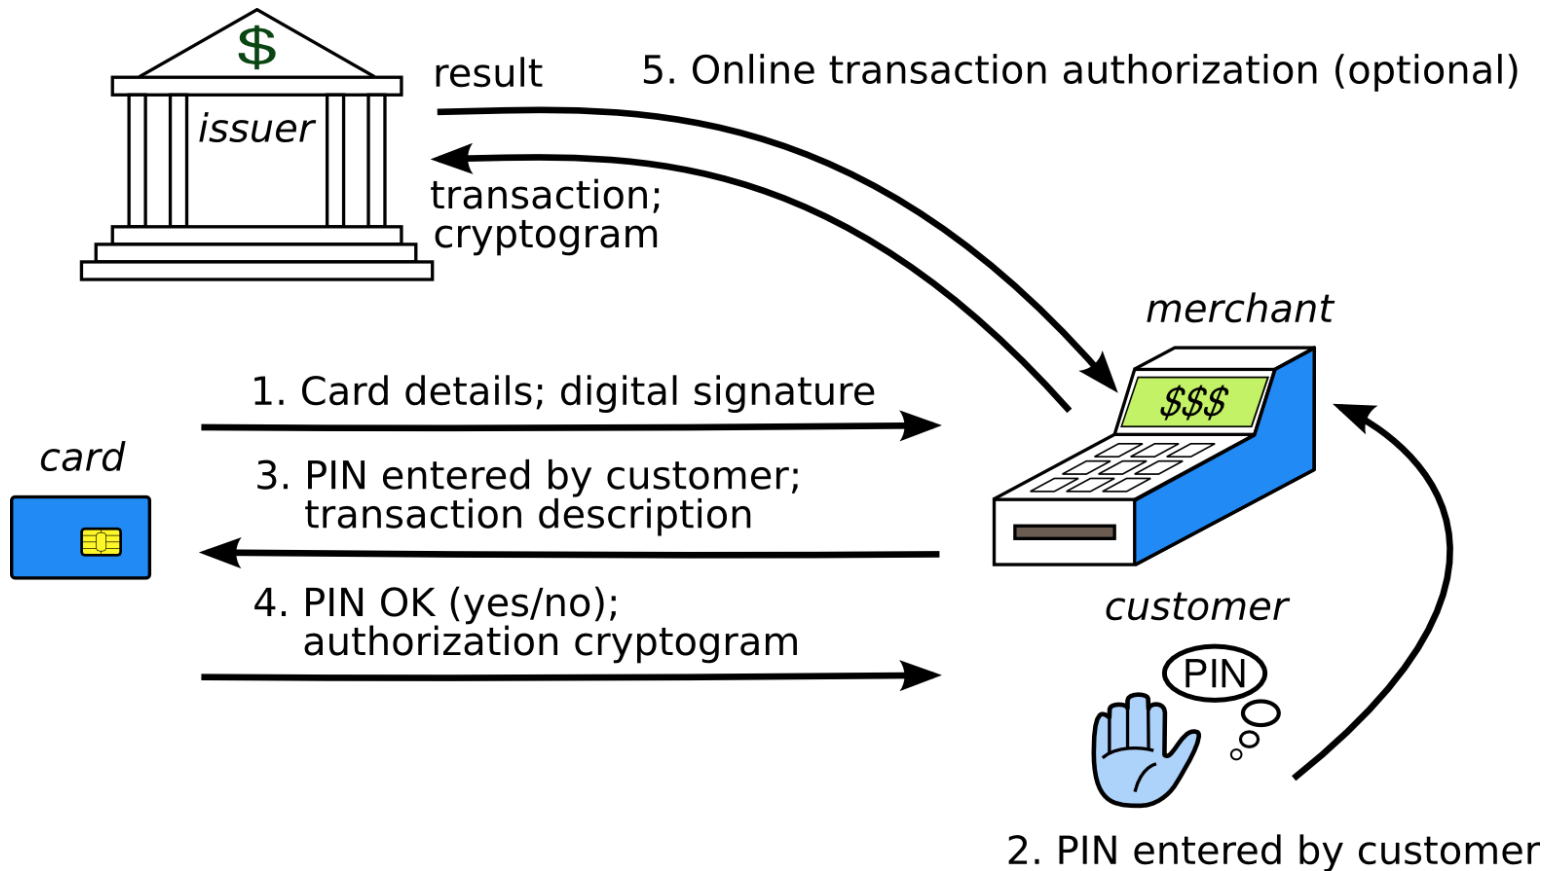 $
issuer
result
5. Online transaction authorization (optional)
transaction;
cryptogram
merchant
$$$
1. Card details; digital signature
card
3. PIN entered by customer;
transaction description
4. PIN OK (yes/no);
authorization cryptogram
customer
PIN
2. PIN entered by customer